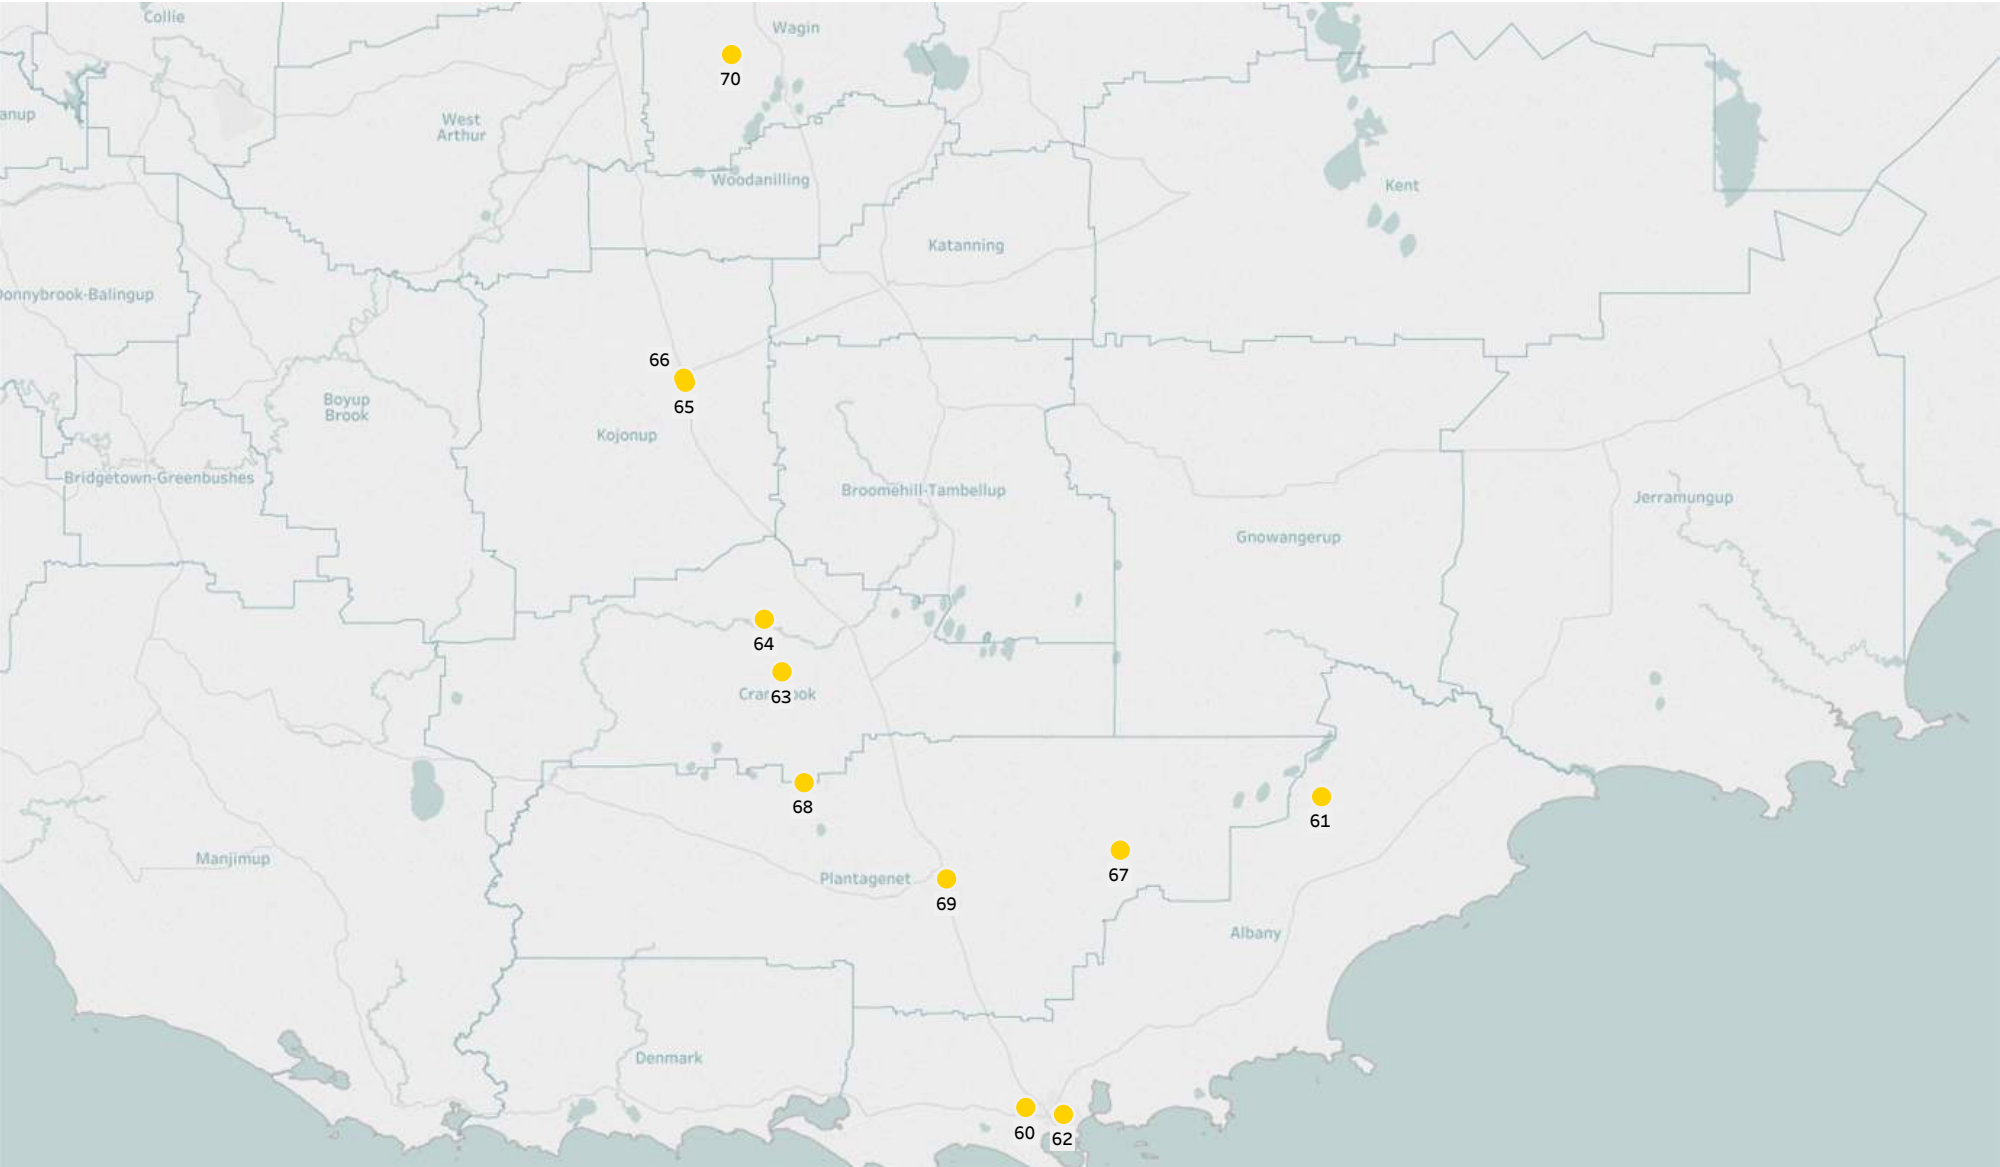 Collie
Wagin
70
anup
West
Arthur
Woodanilling
Kent
Katanning
Donnybrook-Balingup
66
65
Boyup
Brook
Kojonup
Bridgetown-Greenbushes
Broomehill-Tambellup
Jerramungup
Gnowangerup
64
63
68
61
Manjimup
Plantagenet
67
69
Albany
Denmark
60
62